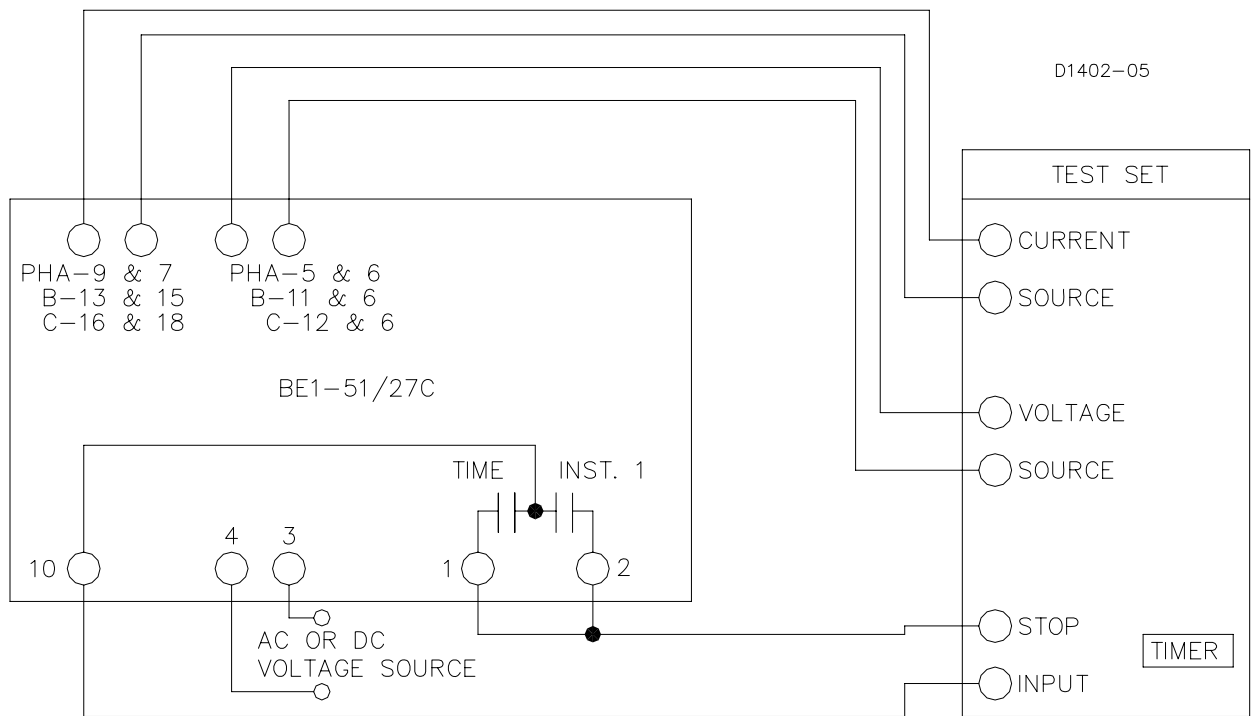 D1402-05
TEST SET
CURRENT
SOURCE
PHA-9 & 7
B-13 & 15
C-16 & 18
PHA-5 & 6
B-11 & 6
C-12 & 6
BE1-51/27C
VOLTAGE
SOURCE
TIME
INST. 1
10
4
3
1
2
AC OR DC
VOLTAGE SOURCE
STOP
TIMER
INPUT